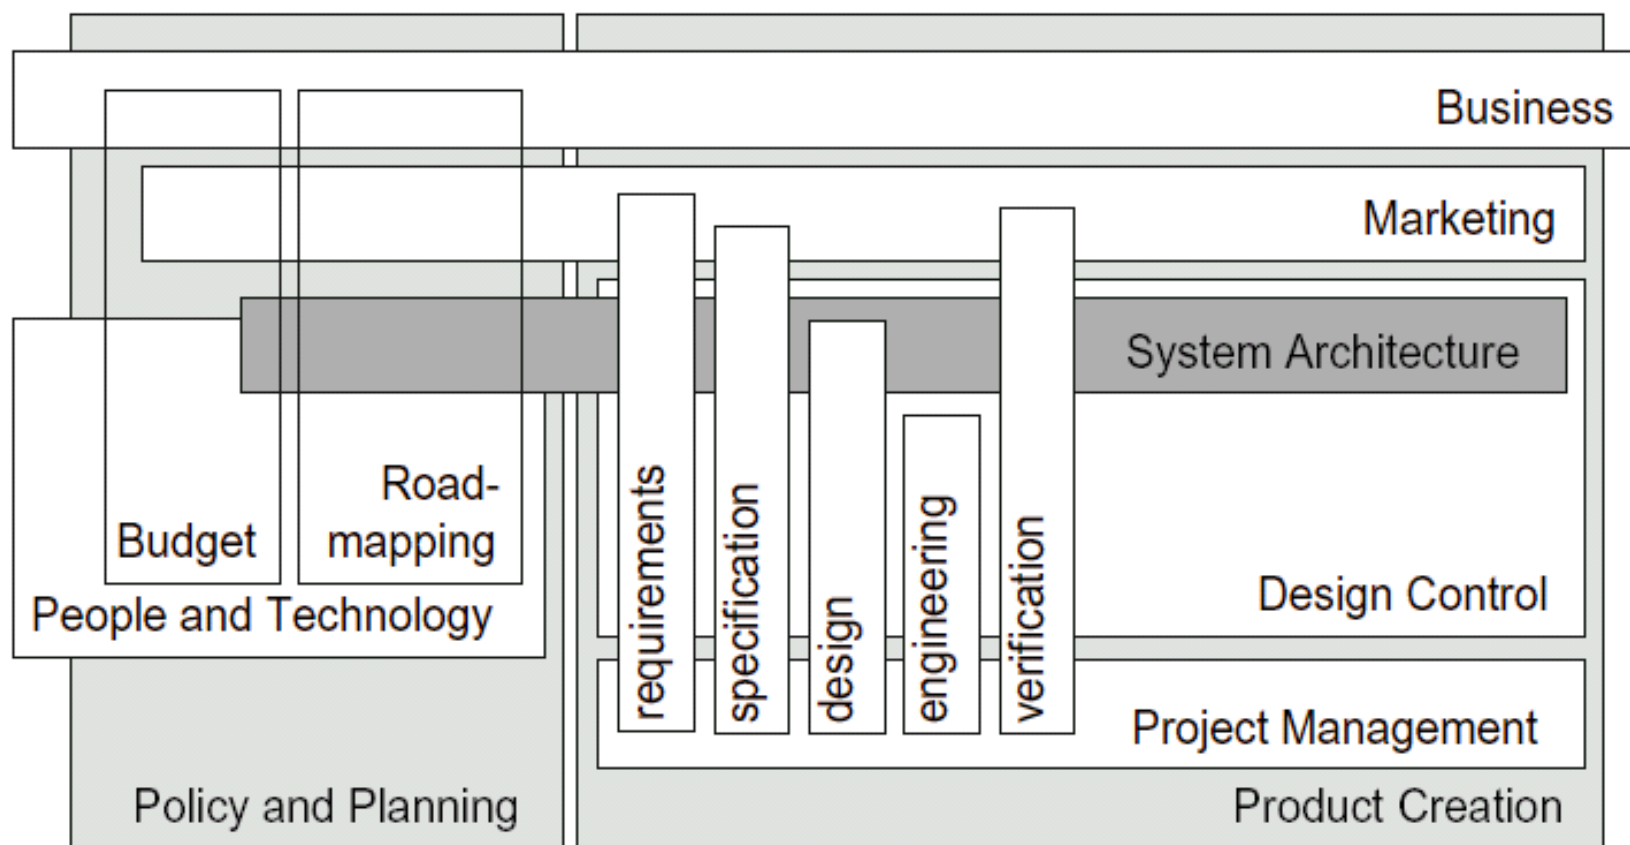 Business
Marketing
System Architecture
Road-
mapping
Budget
People and Technology
requirements
specification
design
engineering
verification
Design Control
Project Management
Policy and Planning
Product Creation